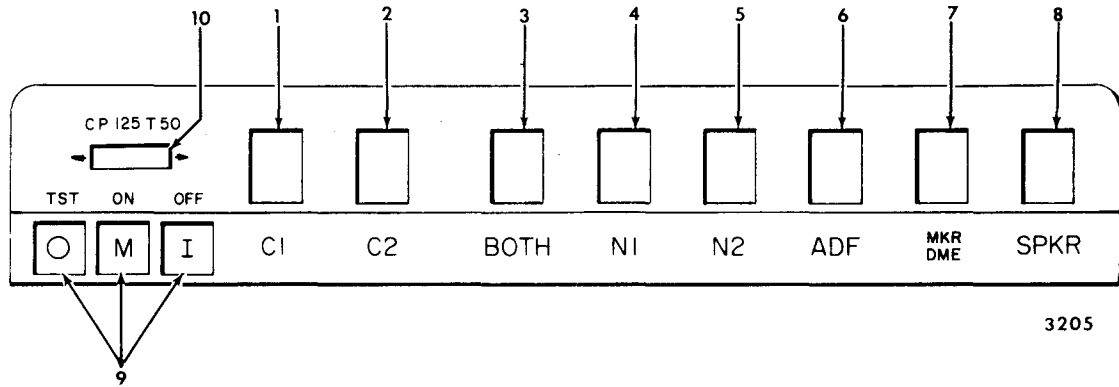 10 1 2 3 4 5 6 7 8
CP 125 T 50
TST ON OFF
O M I C1 C2 BOTH N1 N2 ADF MKR DME SPKR
3205
9